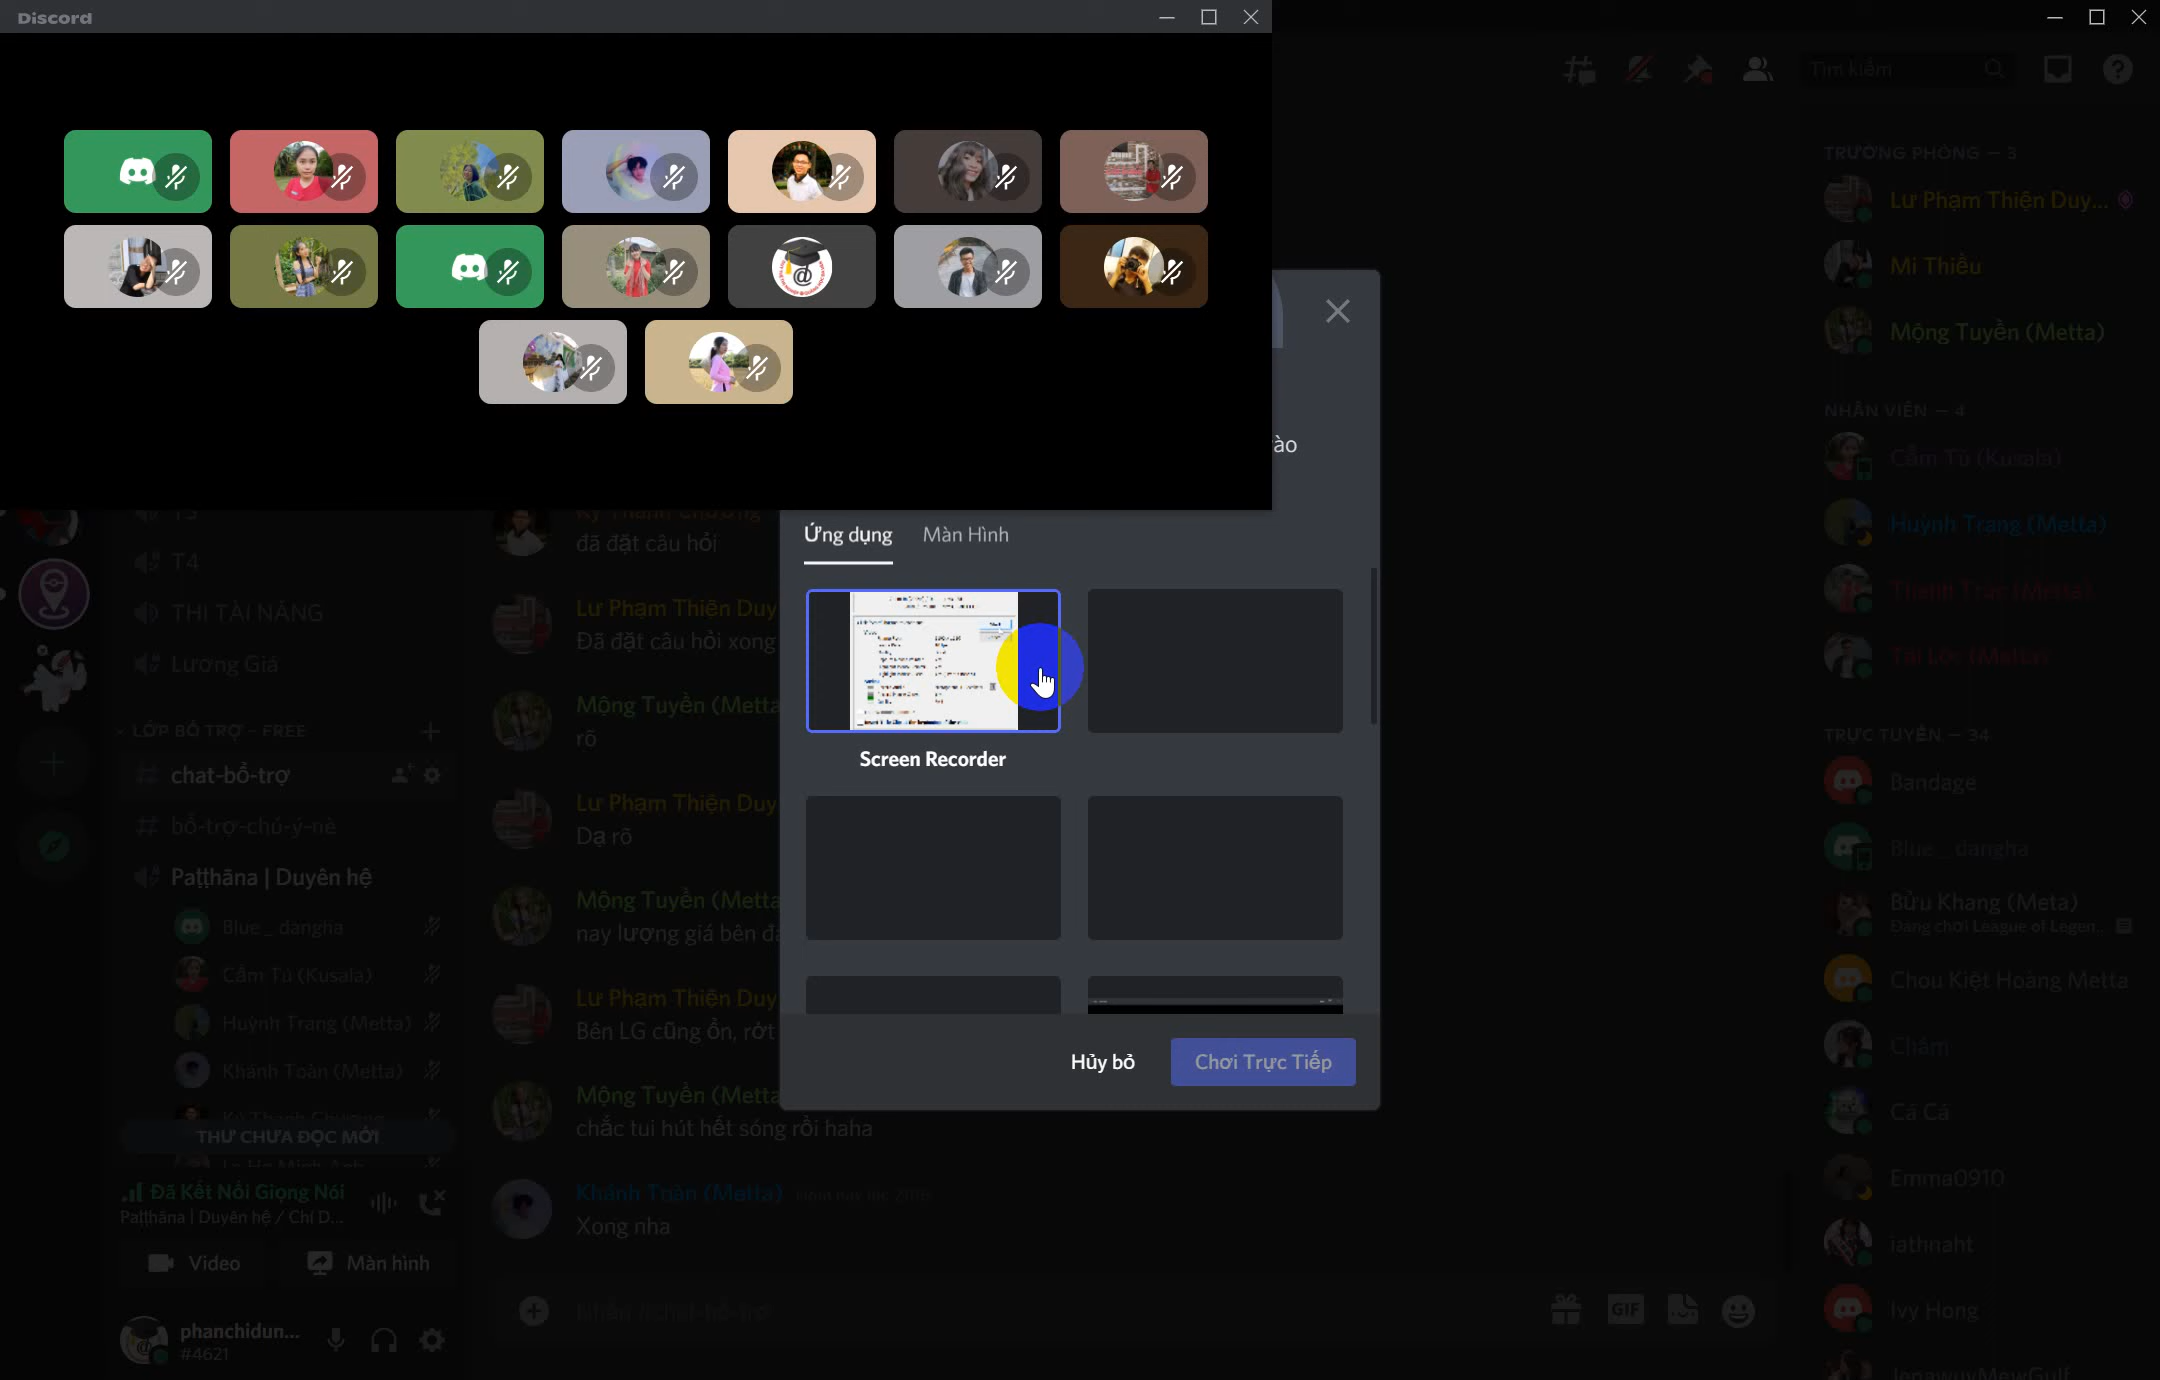 Discord
Tìm kiếm
TRƯỞNG PHÒNG — 3
Lư Phạm Thiện Duy...
Mi Thiều
Mộng Tuyền (Metta)
NHÂN VIÊN — 4
Cẩm Tú (Kusala)
Huỳnh Trang (Metta)
Thanh Trúc (Metta)
Tài Lộc (Metta)
TRỰC TUYẾN — 34
Bandage
Blue_dangha
Bửu Khang (Meta)
Đang chơi League of Legen...
Chou Kiệt Hoàng Metta
Chăm
Cá Cá
Emma0910
iathnaht
Ivy Hong
T4
THI TÀI NĂNG
Lượng Giá
LỚP BỔ TRỢ - FREE
chat-bổ-trợ
bổ-trợ-chú-ý-nè
Paṭṭhāna | Duyên hệ
Blue_dangha
Cẩm Tú (Kusala)
Huỳnh Trang (Metta)
Khánh Toàn (Metta)
THƯ CHƯA ĐỌC MỚI
Đã Kết Nối Giọng Nói
Paṭṭhāna | Duyên hệ / Chí D...
Video
Màn hình
phanchidun...
#4621
Kỳ Thanh Chương
đã đặt câu hỏi
Lư Phạm Thiện Duy
Đã đặt câu hỏi xong
Mộng Tuyền (Metta
rõ
Lư Phạm Thiện Duy
Dạ rõ
Mộng Tuyền (Metta
nay lượng giá bên đ
Lư Phạm Thiện Duy
Bên LG cũng ổn, rớt
Mộng Tuyền (Metta
chắc tui hút hết sóng rồi haha
Khánh Toàn (Metta)
Xong nha
GIF
ào
Ứng dụng
Màn Hình
Screen Recorder
Hủy bỏ
Chơi Trực Tiếp